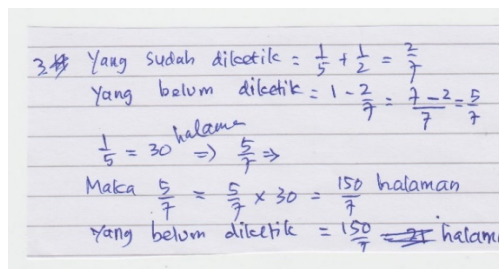 3 Yang sudah diketik = 1/5 + 1/2 = 2/7
Yang belum diketik = 1 - 2/7 = 7-2/7 = 5/7
1/5 = 30 halama => 5/7 =>
Maka 5/7 = 5/7 x 30 = 150/7 halaman
Yang belum diketik = 150/7 halam